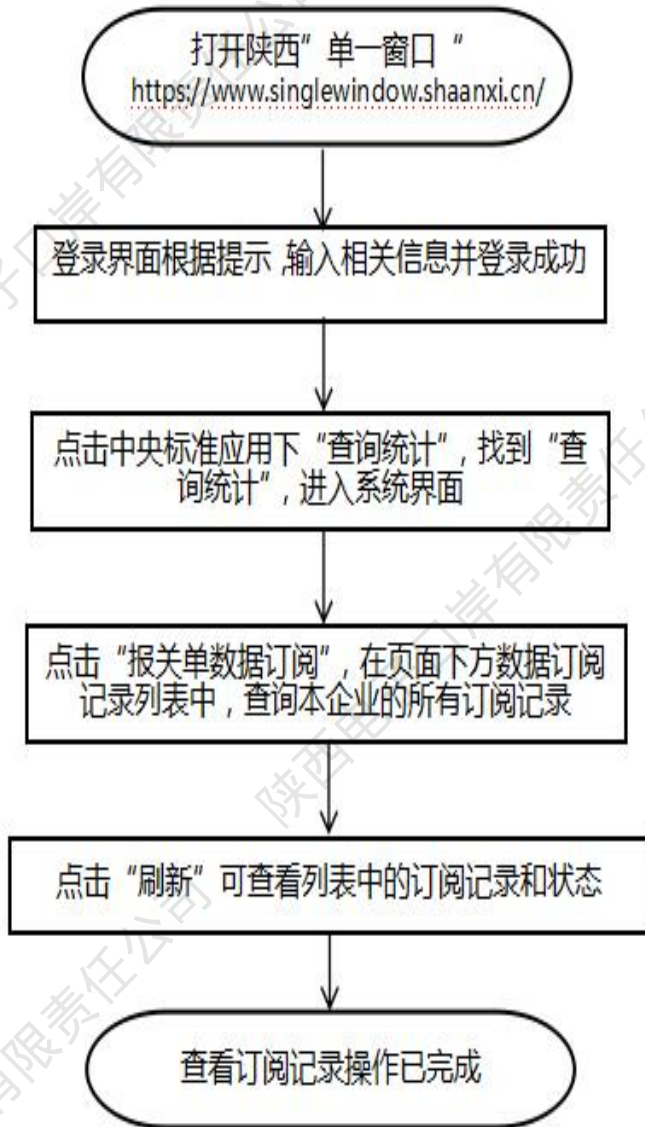 打开陕西”单一窗口“
https://www.singlewindow.shaanxi.cn/
登录界面根据提示,输入相关信息并登录成功
点击中央标准应用下“查询统计”，找到“查
询统计”，进入系统界面
点击“报关单数据订阅”，在页面下方数据订阅
记录列表中，查询本企业的所有订阅记录
点击“刷新”可查看列表中的订阅记录和状态
查看订阅记录操作已完成